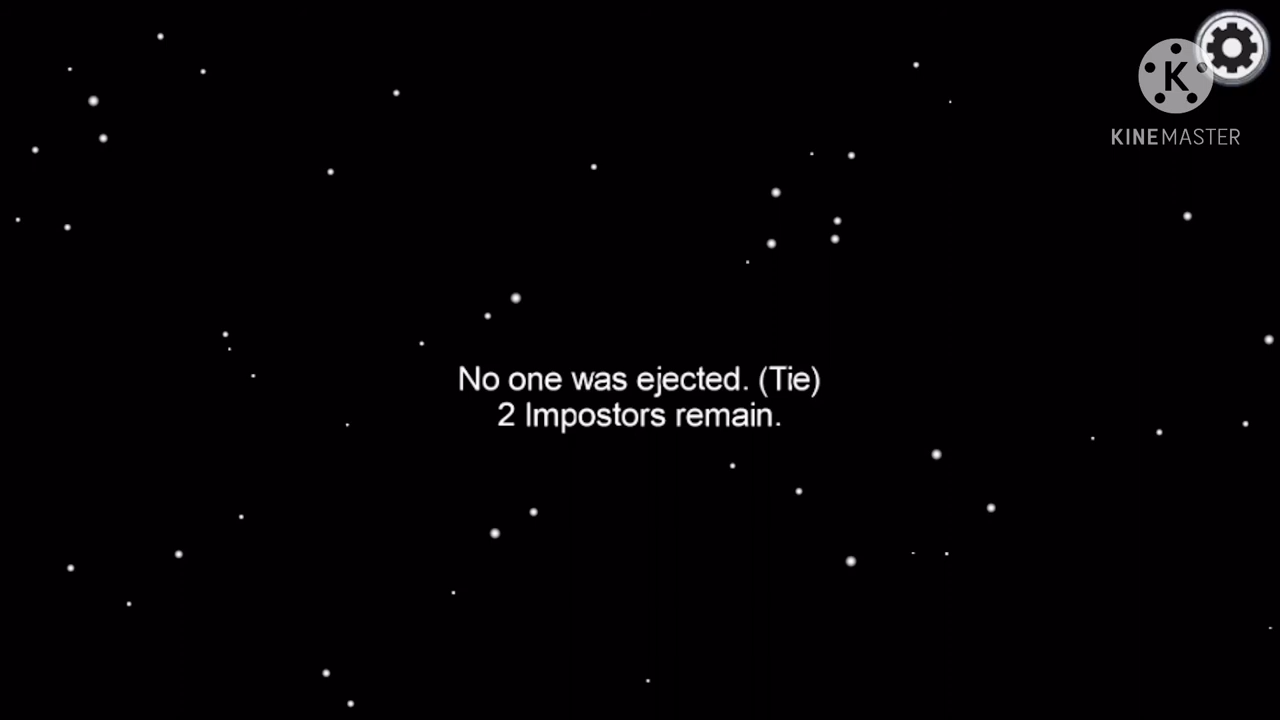 K
KINEMASTER
No one was ejected. (Tie)
2 Impostors remain.